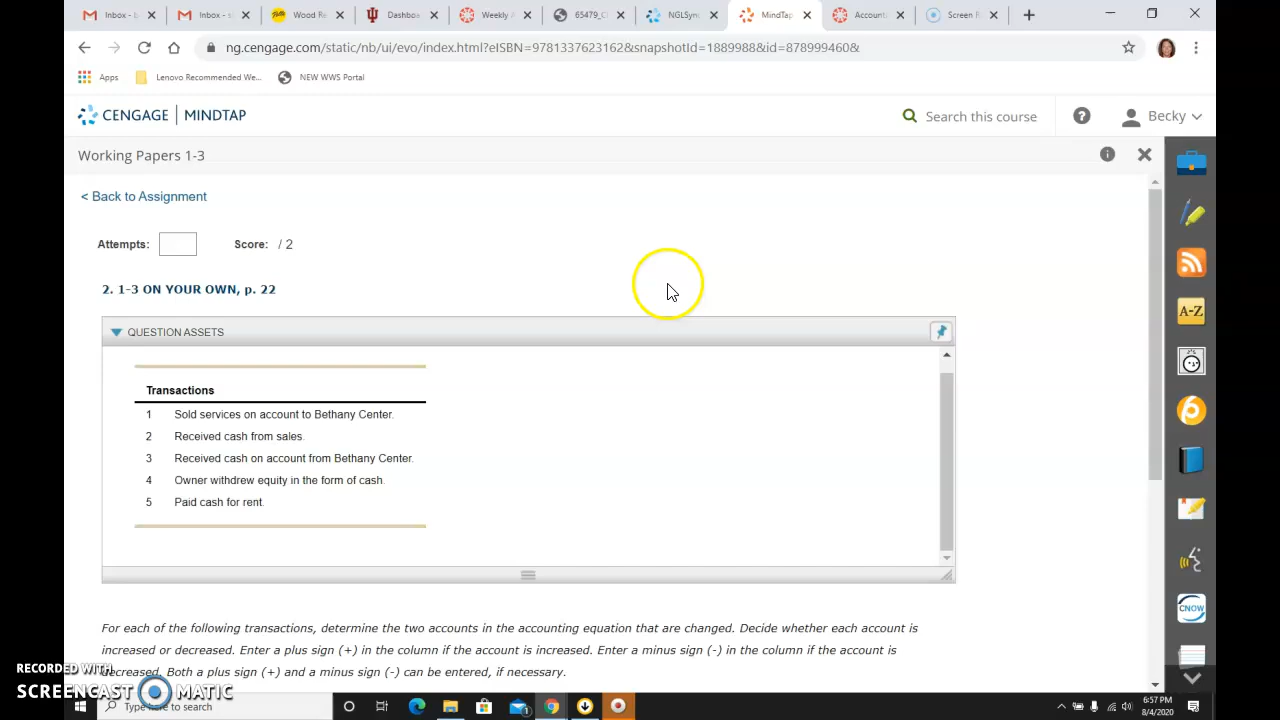 Inbox - b
Inbox - s
Wood Re
Dashboa
Weekly A
65479_C
NGLSyn
MindTap
Account
Screen R
ng.cengage.com/static/nb/ui/evo/index.html?eISBN=9781337623162&snapshotId=1889988&id=878999460&
Apps
Lenovo Recommended We...
NEW WWS Portal
CENGAGE | MINDTAP
Search this course
Becky
Working Papers 1-3
< Back to Assignment
Attempts:
Score: / 2
2. 1-3 ON YOUR OWN, p. 22
QUESTION ASSETS
A-Z
Transactions
1 Sold services on account to Bethany Center.
2 Received cash from sales.
3 Received cash on account from Bethany Center.
4 Owner withdrew equity in the form of cash.
5 Paid cash for rent.
CNOW
For each of the following transactions, determine the two accounts in the accounting equation that are changed. Decide whether each account is
increased or decreased. Enter a plus sign (+) in the column if the account is increased. Enter a minus sign (-) in the column if the account is
decreased. Both a plus sign (+) and a minus sign (-) can be entered, if necessary.
RECORDED WITH
SCREENCAST MATIC
Type here to search
6:57 PM
8/4/2020